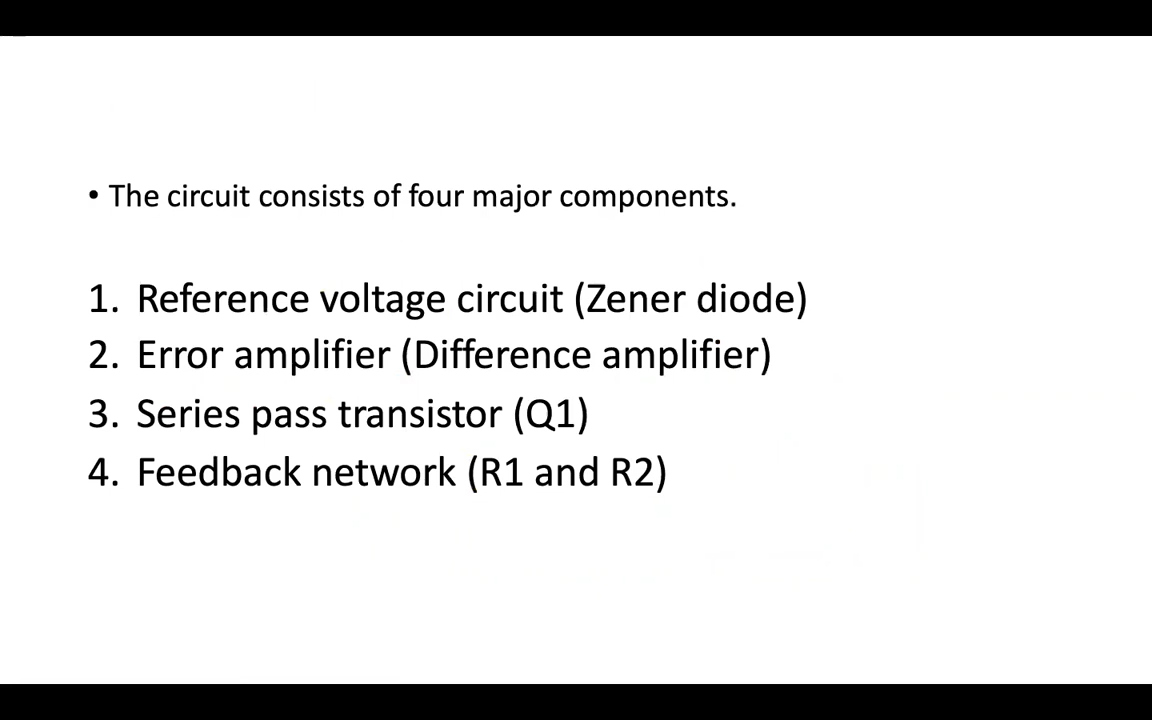 • The circuit consists of four major components.
1. Reference voltage circuit (Zener diode)
2. Error amplifier (Difference amplifier)
3. Series pass transistor (Q1)
4. Feedback network (R1 and R2)